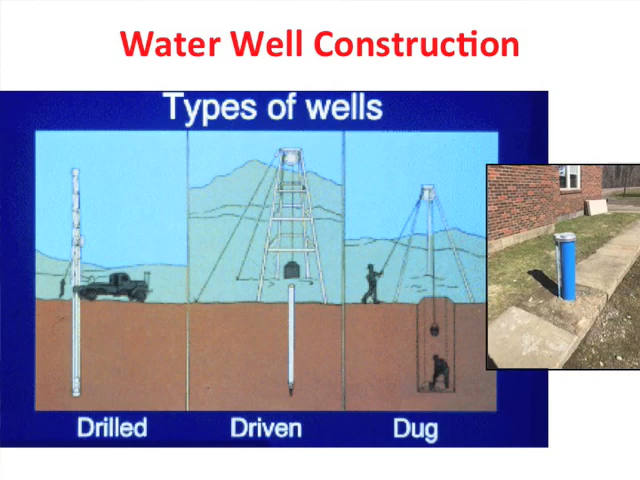 Water Well Construction
Types of wells
Drilled
Driven
Dug